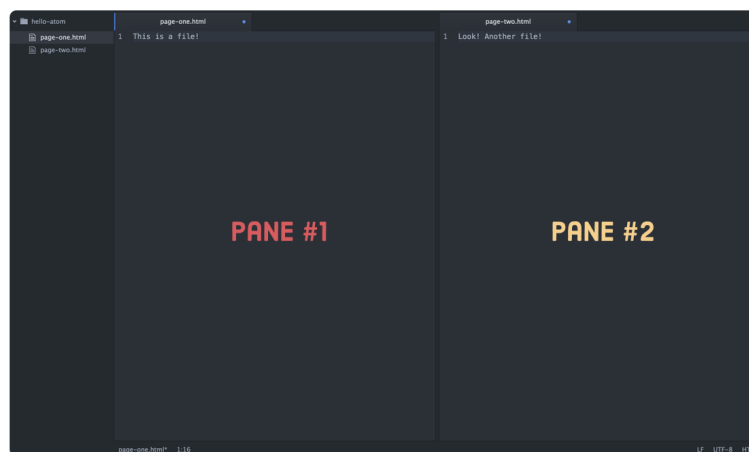 hello-atom
page-one.html
page-two.html
page-one.html
1 This is a file!
PANE #1
page-two.html
1 Look! Another file!
PANE #2
page-one.html* 1:16
LF UTF-8